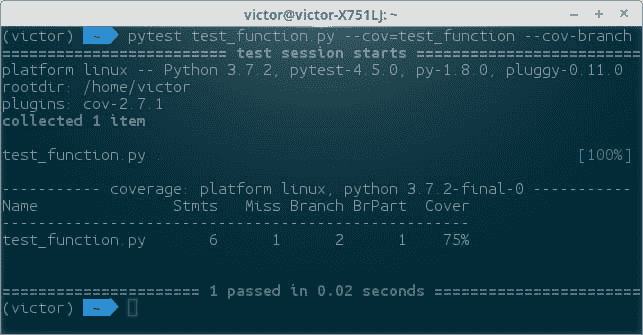 victor@victor-X751LJ: ~
(victor) ~ pytest test_function.py --cov=test_function --cov-branch
========================= test session starts =========================
platform linux -- Python 3.7.2, pytest-4.5.0, py-1.8.0, pluggy-0.11.0
rootdir: /home/victor
plugins: cov-2.7.1
collected 1 item
test_function.py . [100%]
----------- coverage: platform linux, python 3.7.2-final-0 -----------
Name Stmts Miss Branch BrPart Cover
------------------------------------------------------
test_function.py 6 1 2 1 75%
====================== 1 passed in 0.02 seconds =======================
(victor) ~